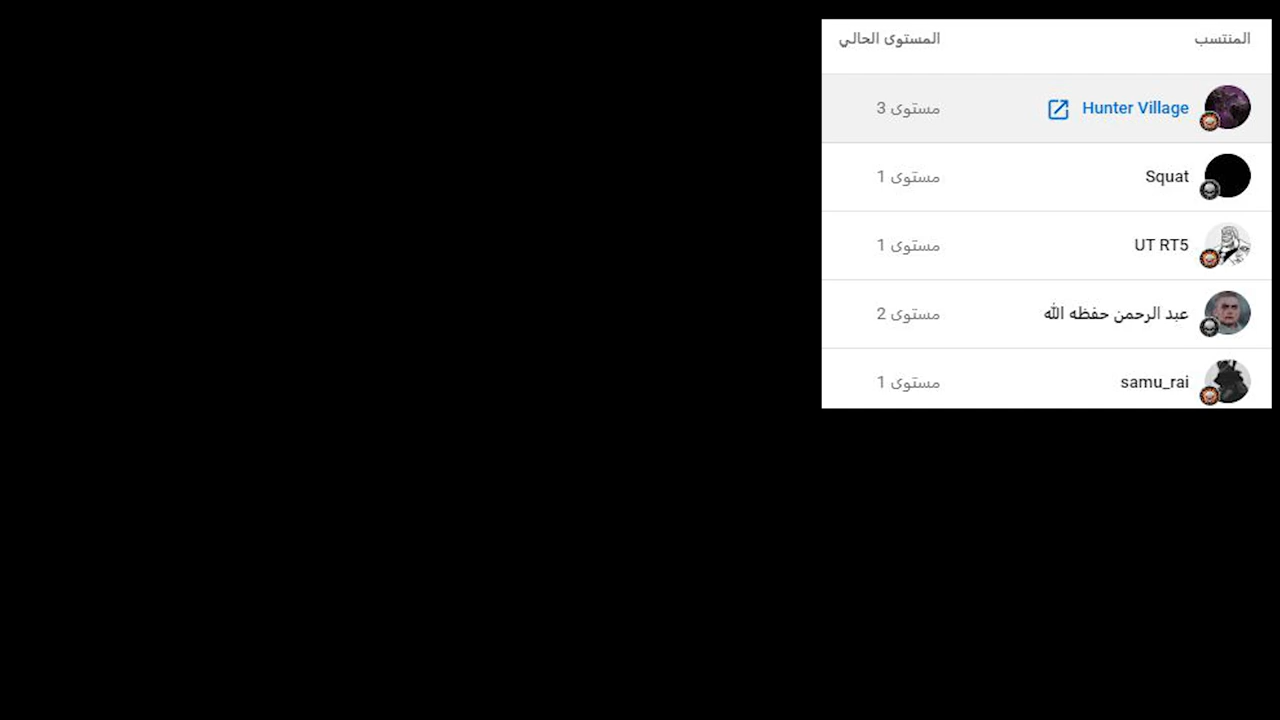 المنتسب المستوى الحالي
Hunter Village مستوى 3
Squat مستوى 1
UT RT5 مستوى 1
عبد الرحمن حفظه الله مستوى 2
samu_rai مستوى 1